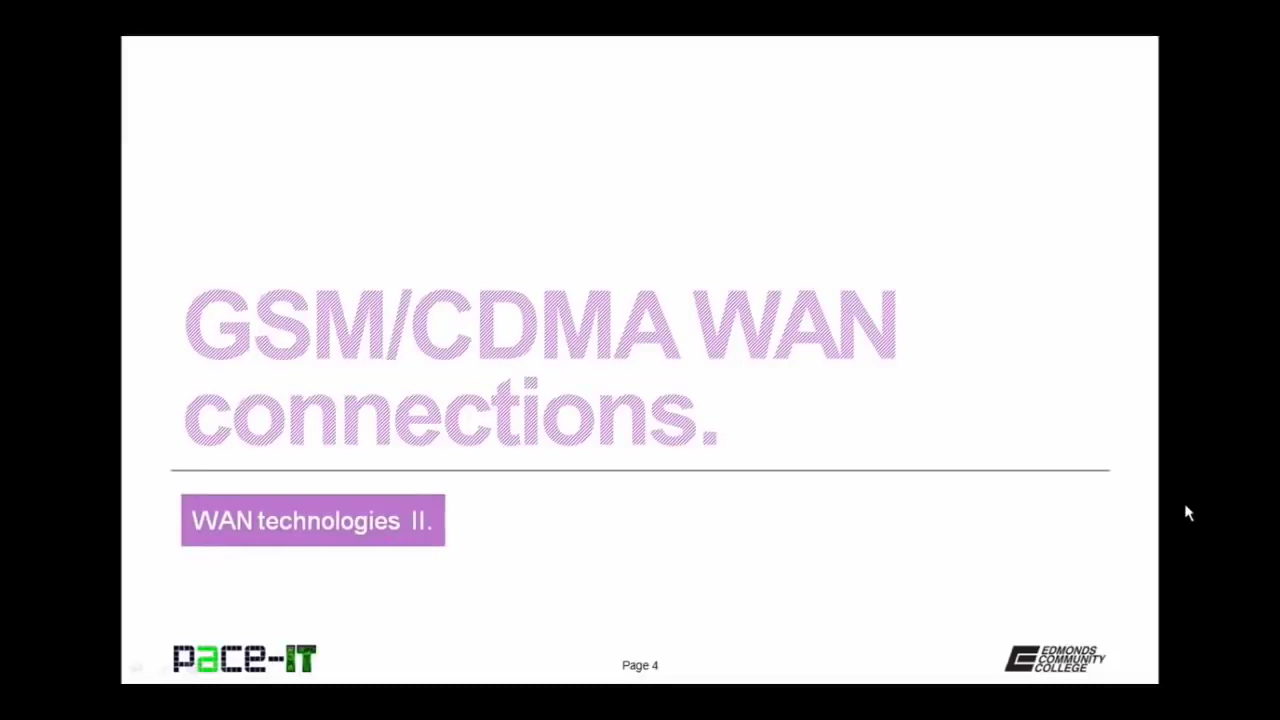 GSM/CDMA WAN
connections.
WAN technologies II.
pace-IT
Page 4
EDMONDS
COMMUNITY
COLLEGE